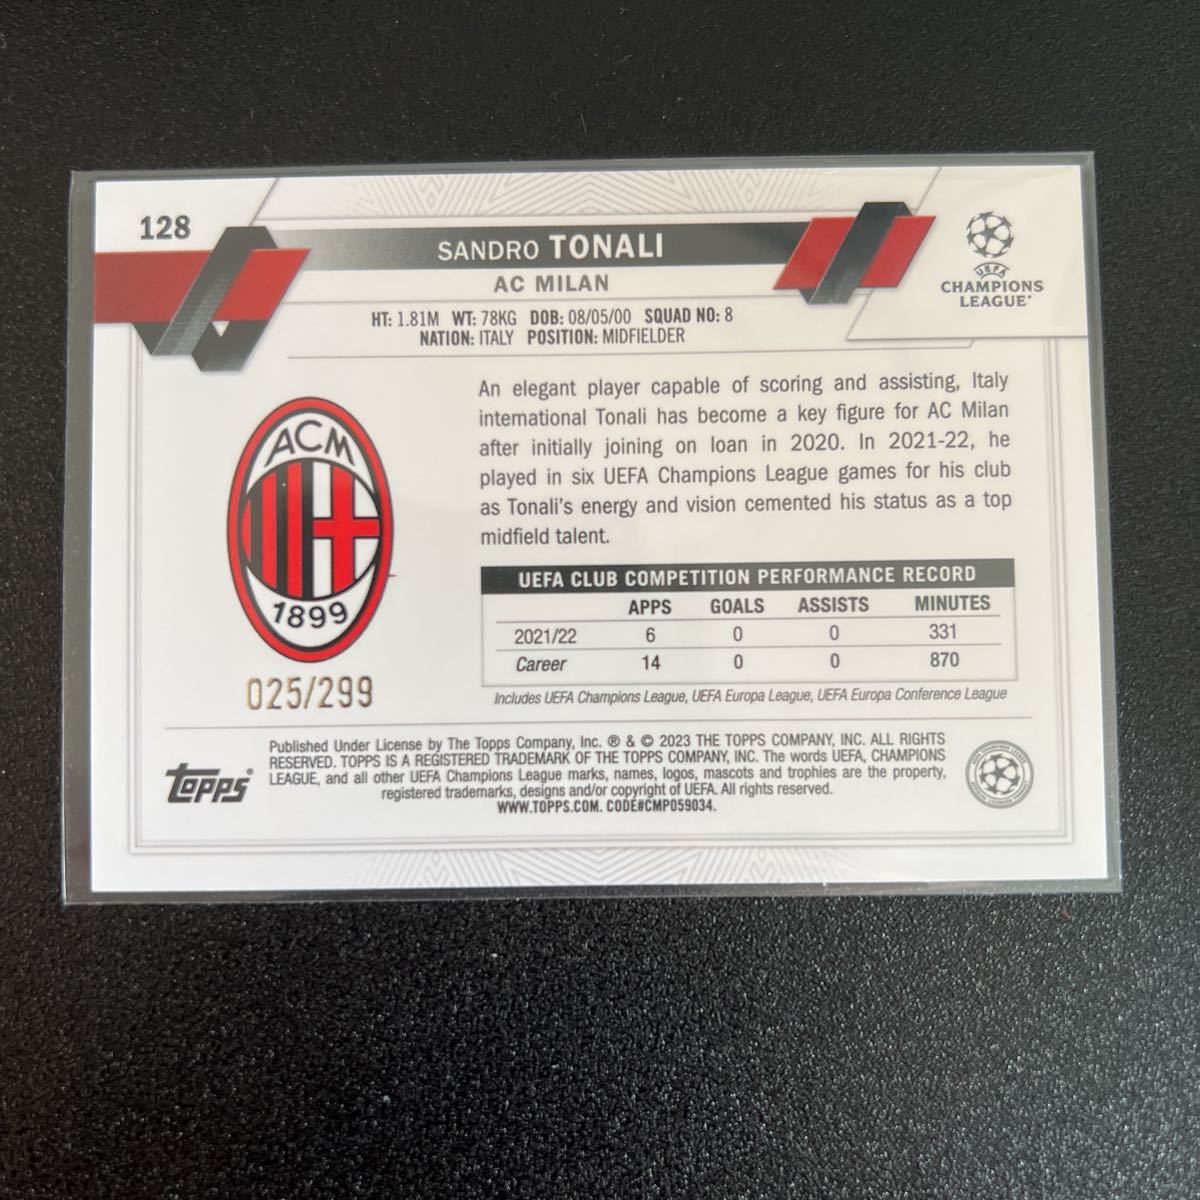 128
SANDRO TONALI
AC MILAN
HT: 1.81M WT: 78KG DOB: 08/05/00 SQUAD NO: 8
NATION: ITALY POSITION: MIDFIELDER
UEFA
CHAMPIONS
LEAGUE®
An elegant player capable of scoring and assisting, Italy
international Tonali has become a key figure for AC Milan
after initially joining on loan in 2020. In 2021-22, he
played in six UEFA Champions League games for his club
as Tonali's energy and vision cemented his status as a top
midfield talent.
ACM
1899
025/299
UEFA CLUB COMPETITION PERFORMANCE RECORD
APPS GOALS ASSISTS MINUTES
2021/22 6 0 0 331
Career 14 0 0 870
Includes UEFA Champions League, UEFA Europa League, UEFA Europa Conference League
topps®
Published Under License by The Topps Company, Inc. ® & © 2023 THE TOPPS COMPANY, INC. ALL RIGHTS
RESERVED. TOPPS IS A REGISTERED TRADEMARK OF THE TOPPS COMPANY, INC. The words UEFA, CHAMPIONS
LEAGUE, and all other UEFA Champions League marks, names, logos, mascots and trophies are the property,
registered trademarks, designs and/or copyright of UEFA. All rights reserved.
WWW.TOPPS.COM. CODE#CMP059034.